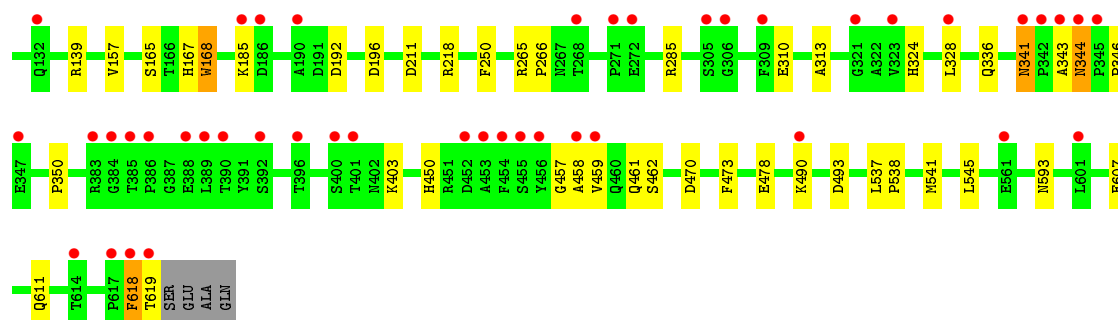 Q132 R139 V157 S165 T166 H167 W168 K185 D186 A190 D191 D192 D196 D211 R218 F250 R265 P266 N267 T268 P271 E272 R285 S305 G306 F309 E310 A313 G321 A322 V323 H324 L328 Q336 N341 P342 A343 N344 P345 P346
E347 P350 R383 G384 T385 P386 G387 E388 L389 T390 Y391 S392 T396 S400 T401 N402 K403 H450 R451 D452 A453 F454 S455 Y456 G457 A458 V459 Q460 Q461 S462 D470 F473 E478 K490 D493 L537 P538 M541 L545 E561 N593 L601
Q611 T614 P617 F618 T619 SER GLU ALA GLN